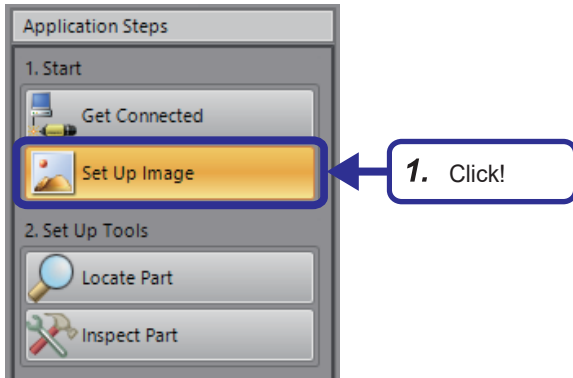 Application Steps
1. Start
Get Connected
Set Up Image
1. Click!
2. Set Up Tools
Locate Part
Inspect Part